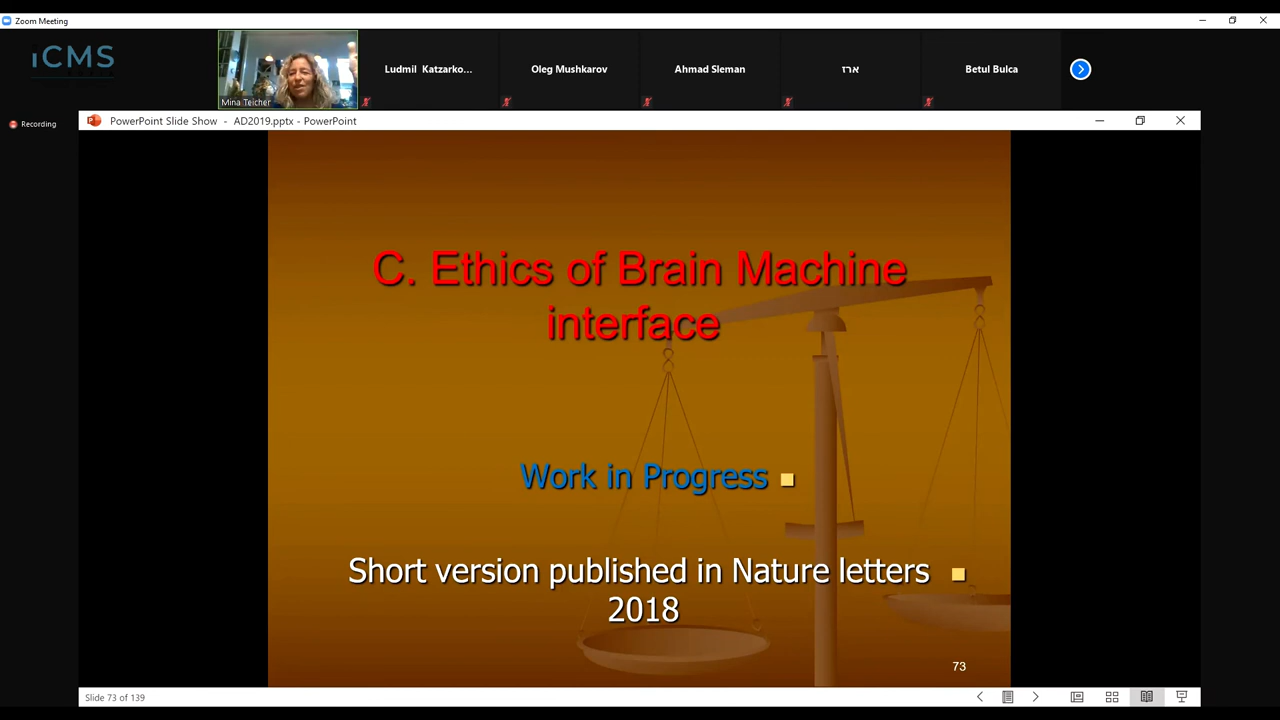 Zoom Meeting
iCMS
Ludmil Katzarko...
Oleg Mushkarov
Ahmad Sleman
ארז
Betul Bulca
Mina Teicher
Recording
PowerPoint Slide Show - AD2019.pptx - PowerPoint
C. Ethics of Brain Machine
interface
Work in Progress
Short version published in Nature letters
2018
73
Slide 73 of 139